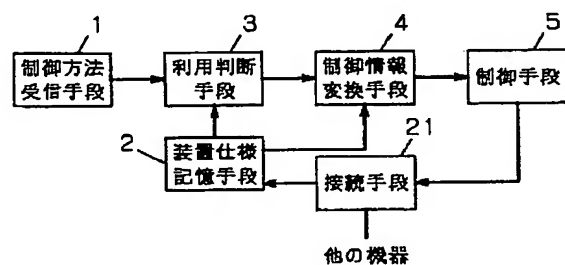 1
3
4
5
制御方法
受信手段
利用判断
手段
制御情報
変換手段
制御手段
2
装置仕様
記憶手段
21
接続手段
他の機器